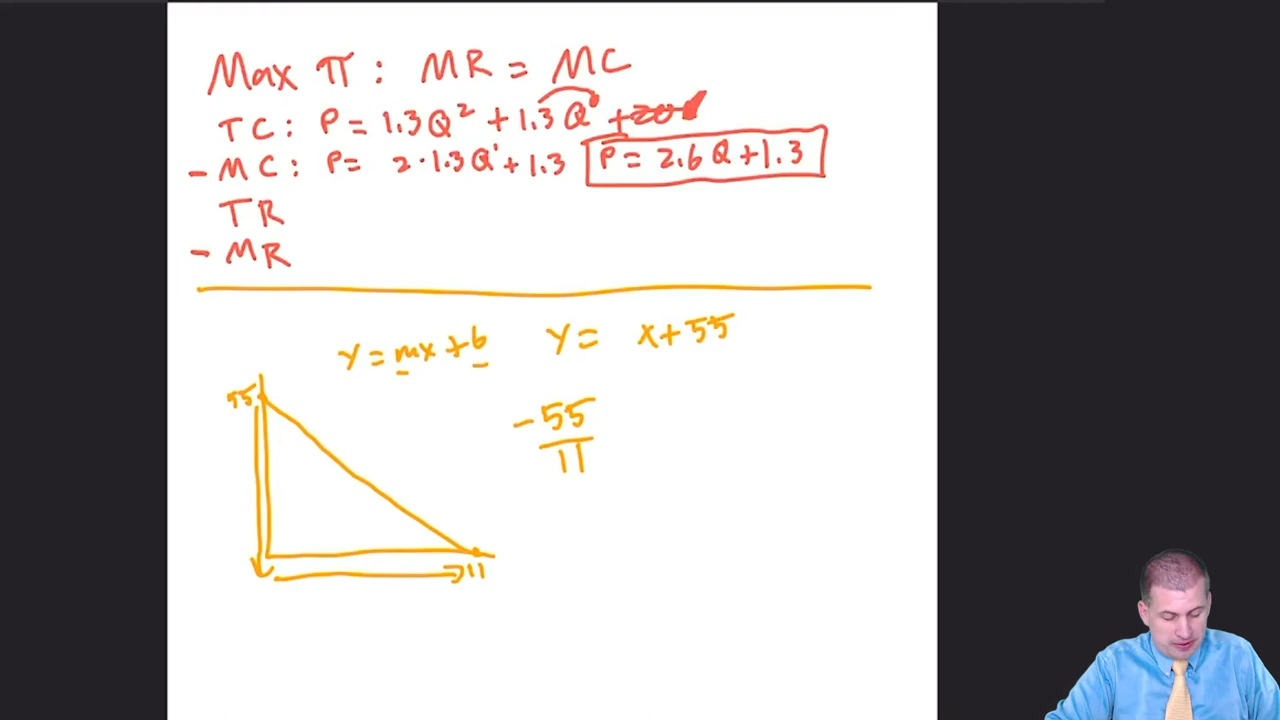 Max π: MR = MC
TC: P = 1.3Q² + 1.3Q
- MC: P = 2·1.3Q' + 1.3 P = 2.6Q + 1.3
TR
- MR
y = mx + b y = x + 55
55
-55
11
11